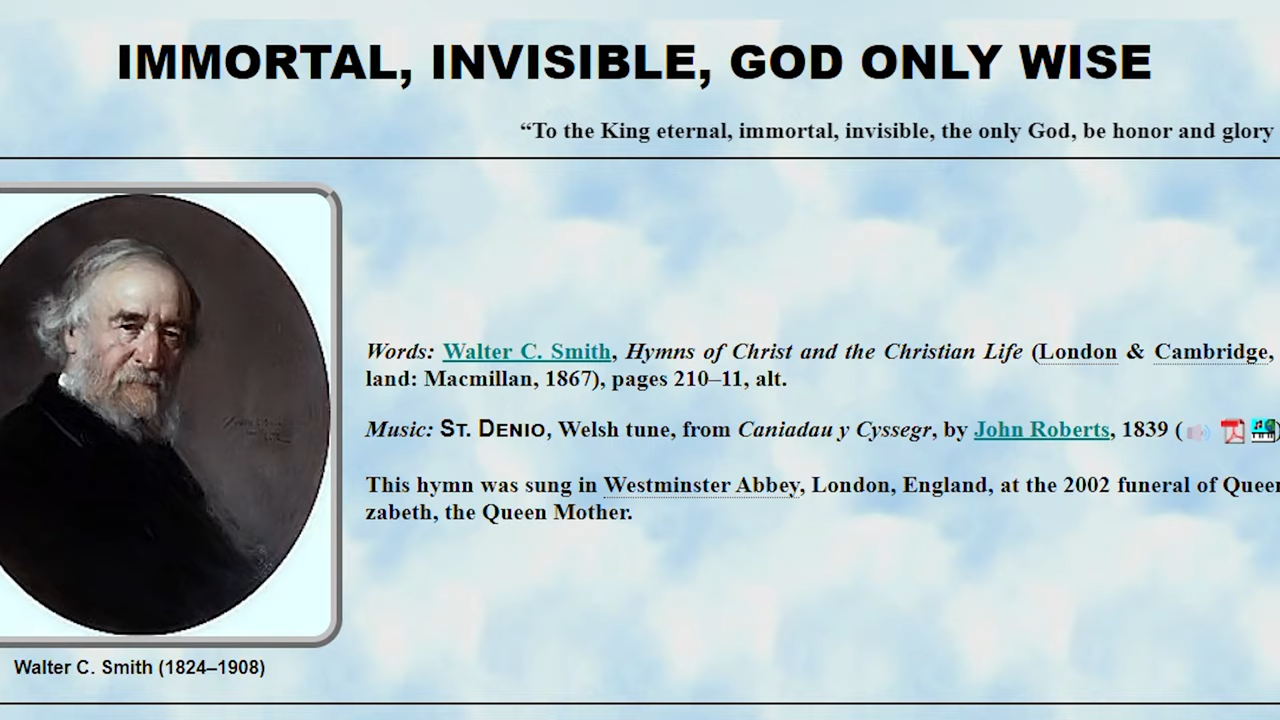 IMMORTAL, INVISIBLE, GOD ONLY WISE
“To the King eternal, immortal, invisible, the only God, be honor and glory
Words: Walter C. Smith, Hymns of Christ and the Christian Life (London & Cambridge,
land: Macmillan, 1867), pages 210–11, alt.
Music: ST. DENIO, Welsh tune, from Caniadau y Cyssegr, by John Roberts, 1839 (
This hymn was sung in Westminster Abbey, London, England, at the 2002 funeral of Queen
zabeth, the Queen Mother.
Walter C. Smith (1824–1908)